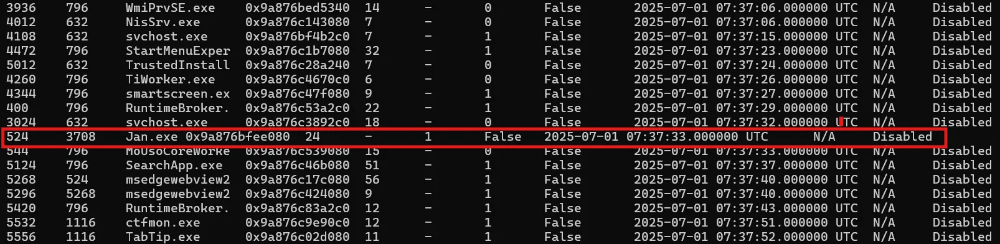 3936 796 WmiPrvSE.exe 0x9a876bed5340 14 - 0 False 2025-07-01 07:37:06.000000 UTC N/A Disabled
4012 632 NisSrv.exe 0x9a876c143080 7 - 0 False 2025-07-01 07:37:06.000000 UTC N/A Disabled
4108 632 svchost.exe 0x9a876bf4b2c0 7 - 1 False 2025-07-01 07:37:15.000000 UTC N/A Disabled
4472 796 StartMenuExper 0x9a876c1b7080 32 - 1 False 2025-07-01 07:37:23.000000 UTC N/A Disabled
5012 632 TrustedInstall 0x9a876c28a240 7 - 0 False 2025-07-01 07:37:24.000000 UTC N/A Disabled
4260 796 TiWorker.exe 0x9a876c4670c0 6 - 0 False 2025-07-01 07:37:26.000000 UTC N/A Disabled
4344 796 smartscreen.ex 0x9a876c47f080 9 - 1 False 2025-07-01 07:37:27.000000 UTC N/A Disabled
400 796 RuntimeBroker. 0x9a876c53a2c0 22 - 1 False 2025-07-01 07:37:29.000000 UTC N/A Disabled
3024 632 svchost.exe 0x9a876c3892c0 18 - 0 False 2025-07-01 07:37:32.000000 UTC N/A Disabled
524 3708 Jan.exe 0x9a876bfee080 24 - 1 False 2025-07-01 07:37:33.000000 UTC N/A Disabled
544 796 MoUsoCoreWorke 0x9a876c539080 15 - 0 False 2025-07-01 07:37:33.000000 UTC N/A Disabled
5124 796 SearchApp.exe 0x9a876c46b080 51 - 1 False 2025-07-01 07:37:37.000000 UTC N/A Disabled
5268 524 msedgewebview2 0x9a876c17c080 56 - 1 False 2025-07-01 07:37:40.000000 UTC N/A Disabled
5296 5268 msedgewebview2 0x9a876c424080 9 - 1 False 2025-07-01 07:37:40.000000 UTC N/A Disabled
5420 796 RuntimeBroker. 0x9a876c83a2c0 12 - 1 False 2025-07-01 07:37:43.000000 UTC N/A Disabled
5532 1116 ctfmon.exe 0x9a876c9e90c0 12 - 1 False 2025-07-01 07:37:51.000000 UTC N/A Disabled
5556 1116 TabTip.exe 0x9a876c02d080 11 - 1 False 2025-07-01 07:37:52.000000 UTC N/A Disabled